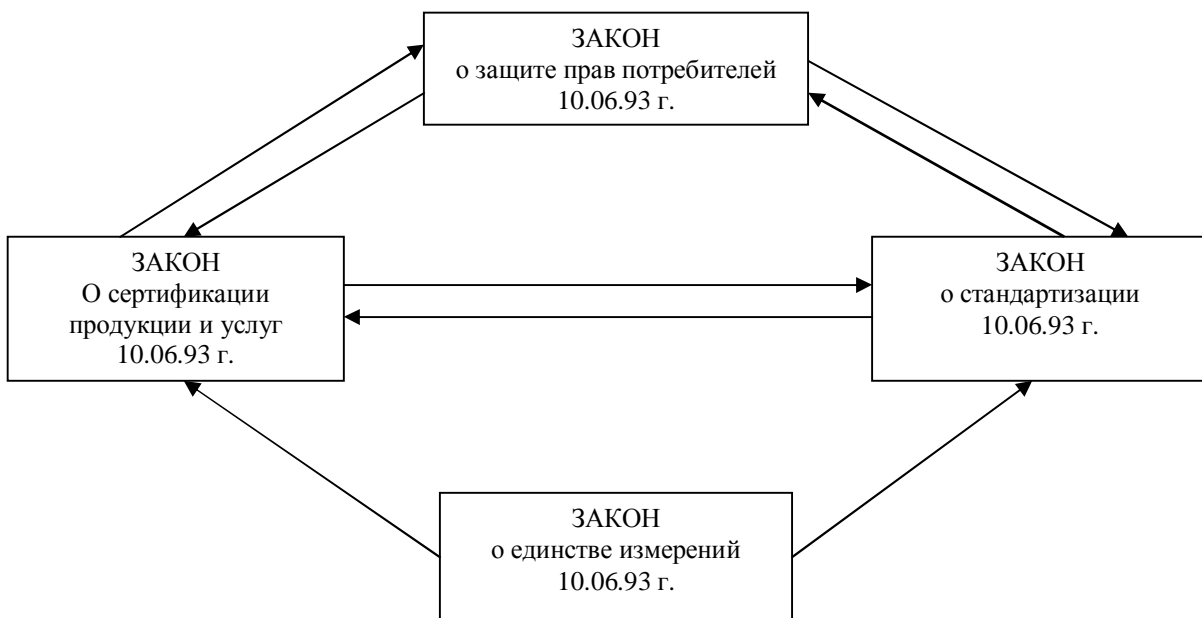 ЗАКОН
о защите прав потребителей
10.06.93 г.
ЗАКОН
О сертификации
продукции и услуг
10.06.93 г.
ЗАКОН
о стандартизации
10.06.93 г.
ЗАКОН
о единстве измерений
10.06.93 г.